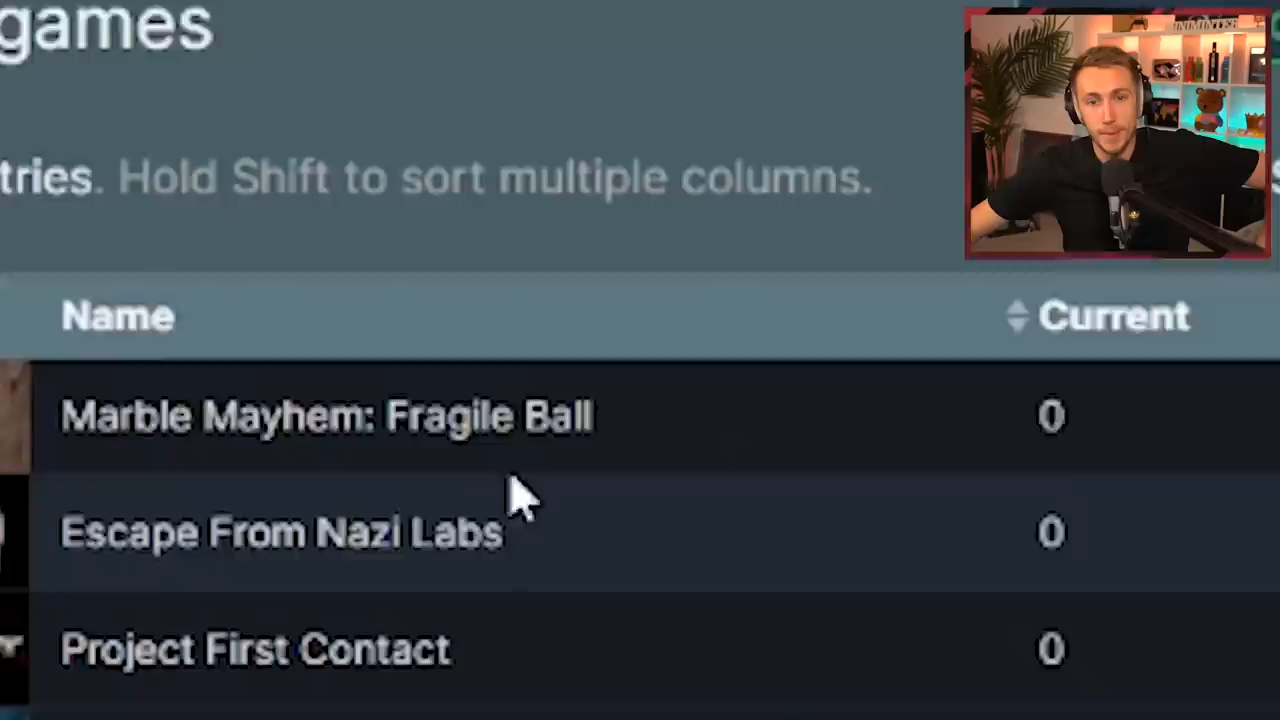 games
MINIMINTER
tries. Hold Shift to sort multiple columns.
Name
Current
Marble Mayhem: Fragile Ball
0
Escape From Nazi Labs
0
Project First Contact
0